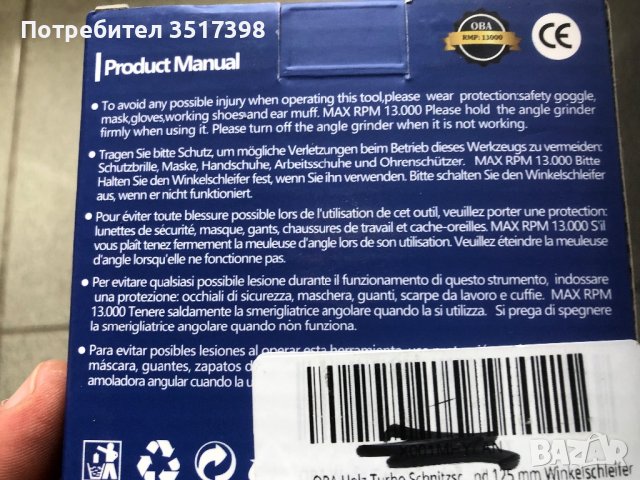 Потребител 3517398
OBA
RMP: 13000
CE
Product Manual
• To avoid any possible injury when operating this tool,please wear protection:safety goggle,
mask,gloves,working shoes and ear muff. MAX RPM 13.000 Please hold the angle grinder
firmly when using it. Please turn off the angle grinder when it is not working.
• Tragen Sie bitte Schutz, um mögliche Verletzungen beim Betrieb dieses Werkzeugs zu vermeiden:
Schutzbrille, Maske, Handschuhe, Arbeitsschuhe und Ohrenschützer. MAX RPM 13.000 Bitte
Halten Sie den Winkelschleifer fest, wenn Sie ihn verwenden. Bitte schalten Sie den Winkelschleifer
aus, wenn er nicht funktioniert.
• Pour éviter toute blessure possible lors de l'utilisation de cet outil, veuillez porter une protection:
lunettes de sécurité, masque, gants, chaussures de travail et cache-oreilles. MAX RPM 13.000 S'il
vous plaît tenez fermement la meuleuse d'angle lors de son utilisation. Veuillez éteindre la meuleuse
d'angle lorsqu'elle ne fonctionne pas.
• Per evitare qualsiasi possibile lesione durante il funzionamento di questo strumento, indossare
una protezione: occhiali di sicurezza, maschera, guanti, scarpe da lavoro e cuffie. MAX RPM
13.000 Tenere saldamente la smerigliatrice angolare quando la si utilizza. Si prega di spegnere
la smerigliatrice angolare quando non funziona.
• Para evitar posibles lesiones al operar esta herramienta,
máscara, guantes, zapatos d
amoladora angular cuando la u
OBA Holz Turbo Schnitzsc nd 125 mm Winkelschleifer
BAZAR